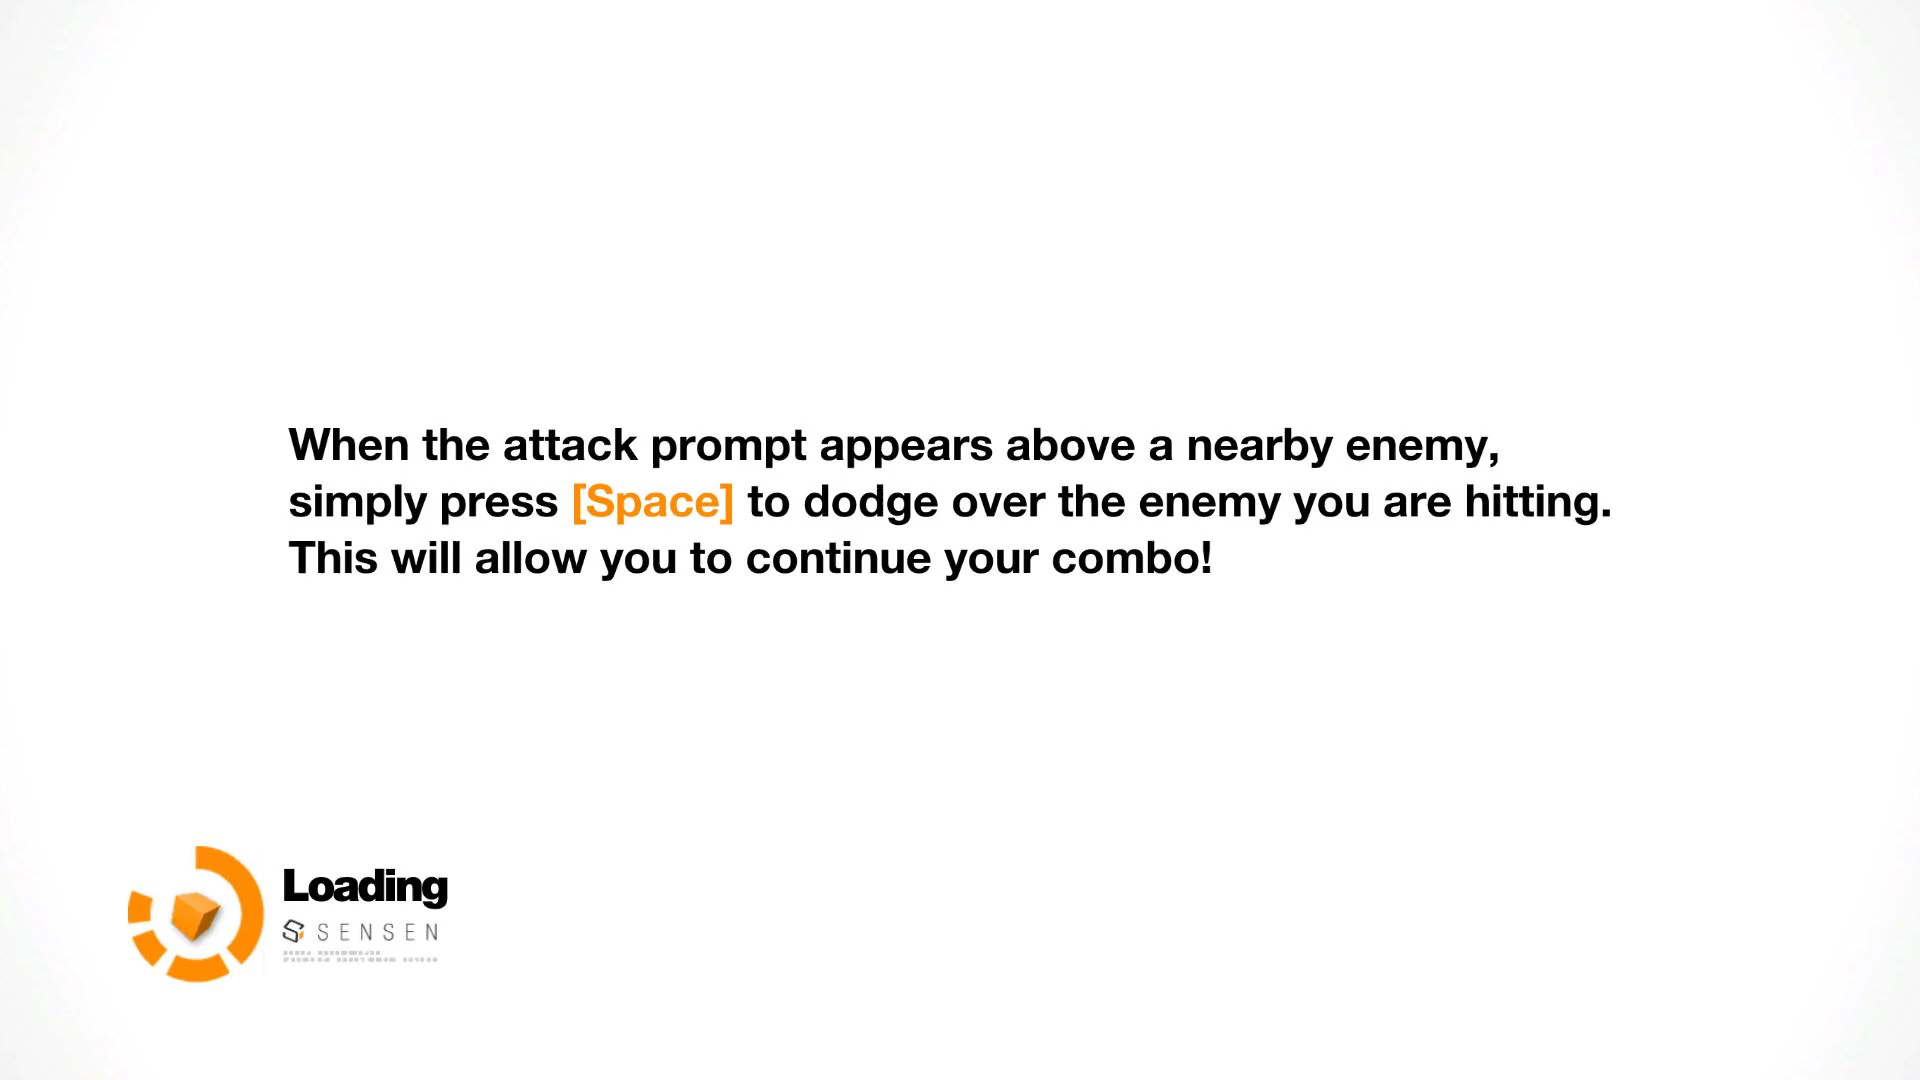 When the attack prompt appears above a nearby enemy,
simply press [Space] to dodge over the enemy you are hitting.
This will allow you to continue your combo!
Loading
SENSEN